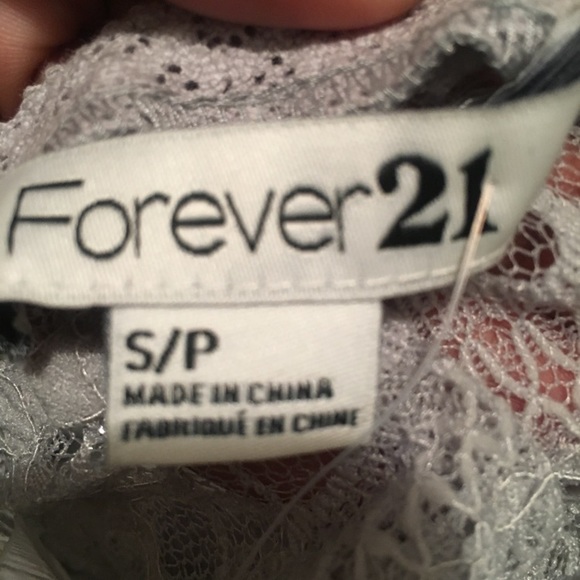 Forever21
S/P
MADE IN CHINA
FABRIQUÉ EN CHINE